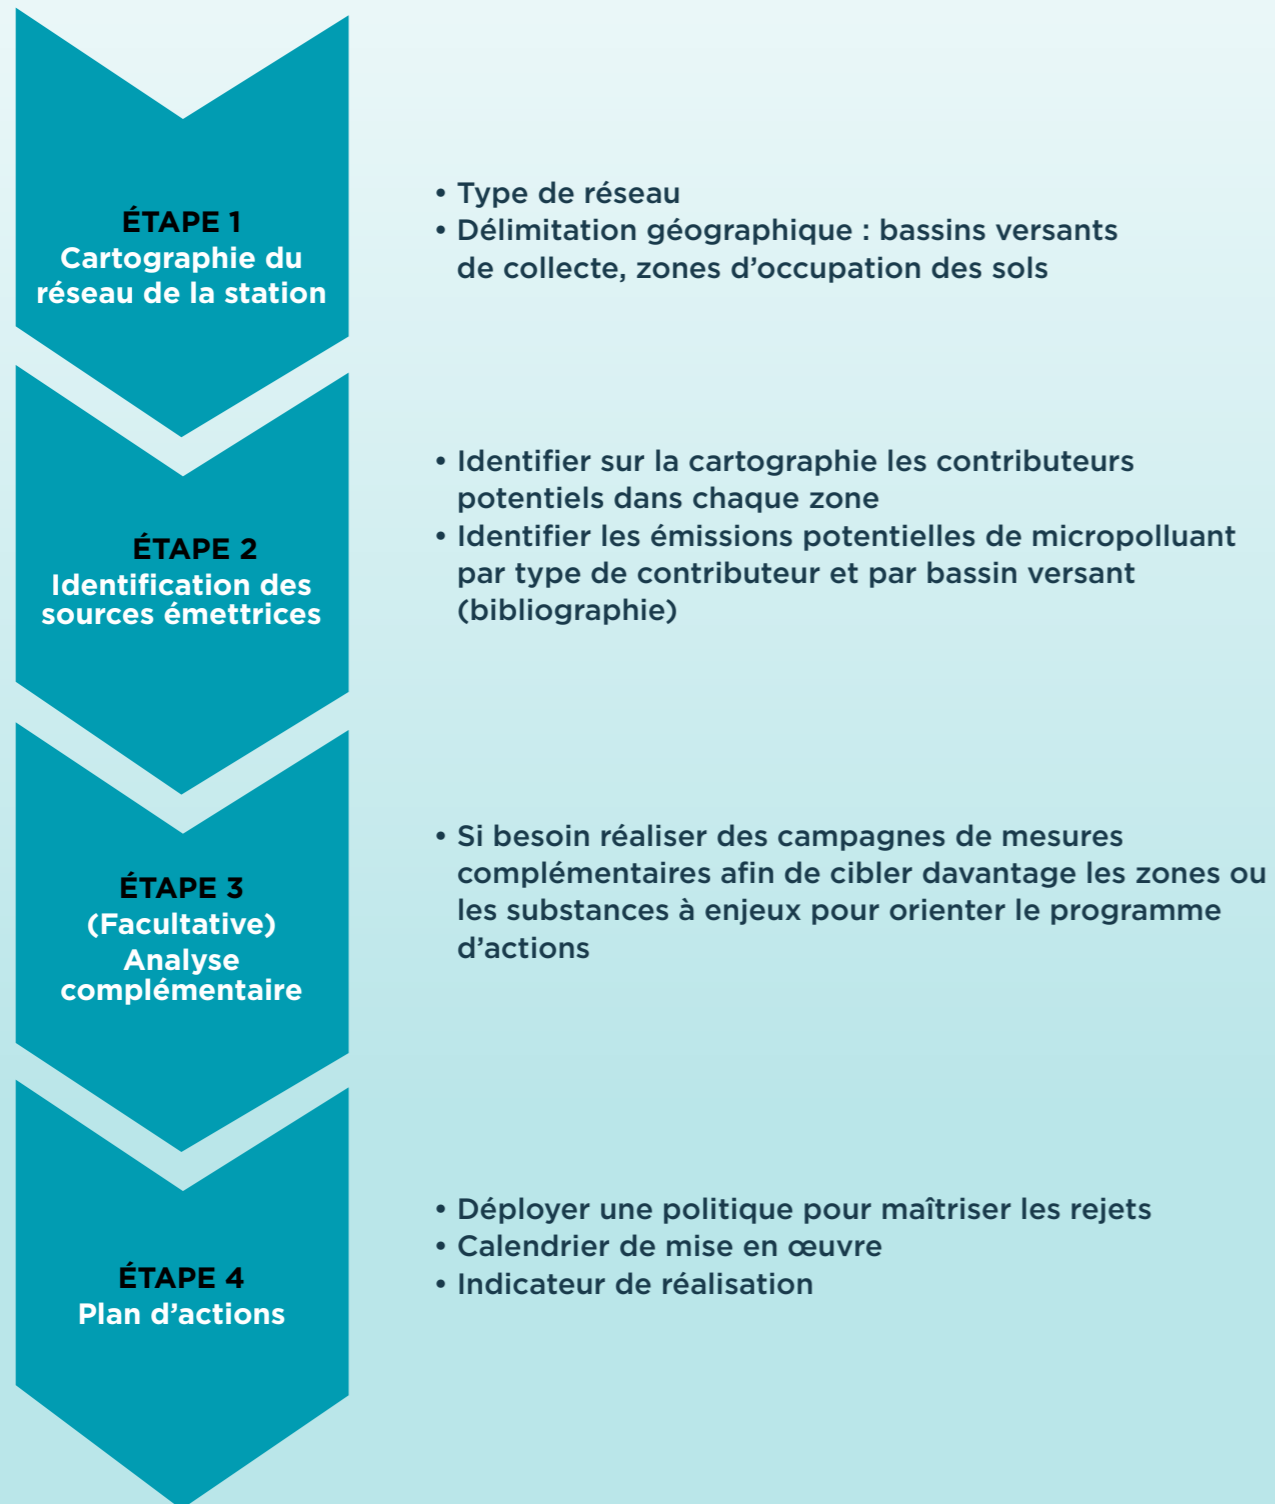 ÉTAPE 1
Cartographie du
réseau de la station
• Type de réseau
• Délimitation géographique : bassins versants
de collecte, zones d’occupation des sols
ÉTAPE 2
Identification des
sources émettrices
• Identifier sur la cartographie les contributeurs
potentiels dans chaque zone
• Identifier les émissions potentielles de micropolluant
par type de contributeur et par bassin versant
(bibliographie)
ÉTAPE 3
(Facultative)
Analyse
complémentaire
• Si besoin réaliser des campagnes de mesures
complémentaires afin de cibler davantage les zones ou
les substances à enjeux pour orienter le programme
d’actions
ÉTAPE 4
Plan d’actions
• Déployer une politique pour maîtriser les rejets
• Calendrier de mise en œuvre
• Indicateur de réalisation